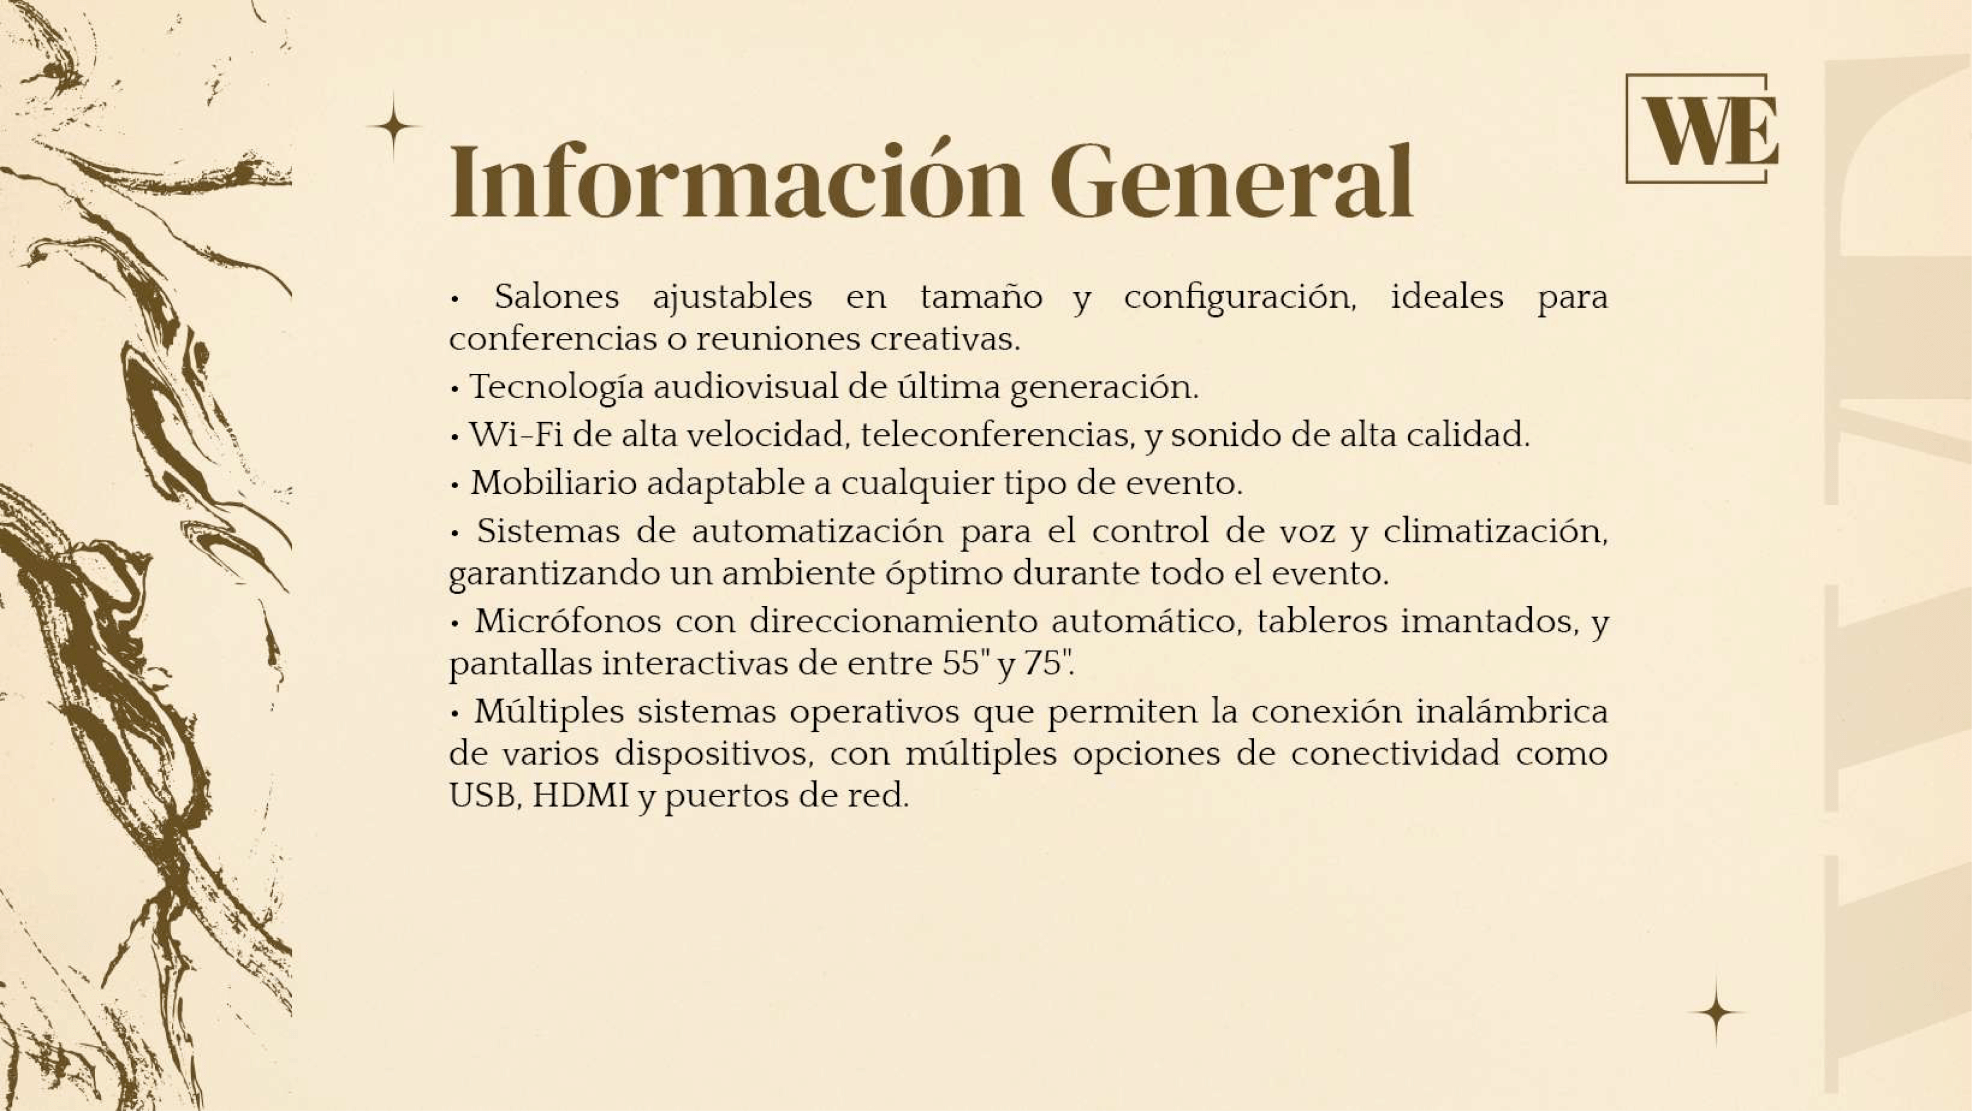 WE
Información General
• Salones ajustables en tamaño y configuración, ideales para
conferencias o reuniones creativas.
• Tecnología audiovisual de última generación.
• Wi-Fi de alta velocidad, teleconferencias, y sonido de alta calidad.
• Mobiliario adaptable a cualquier tipo de evento.
• Sistemas de automatización para el control de voz y climatización,
garantizando un ambiente óptimo durante todo el evento.
• Micrófonos con direccionamiento automático, tableros imantados, y
pantallas interactivas de entre 55" y 75".
• Múltiples sistemas operativos que permiten la conexión inalámbrica
de varios dispositivos, con múltiples opciones de conectividad como
USB, HDMI y puertos de red.